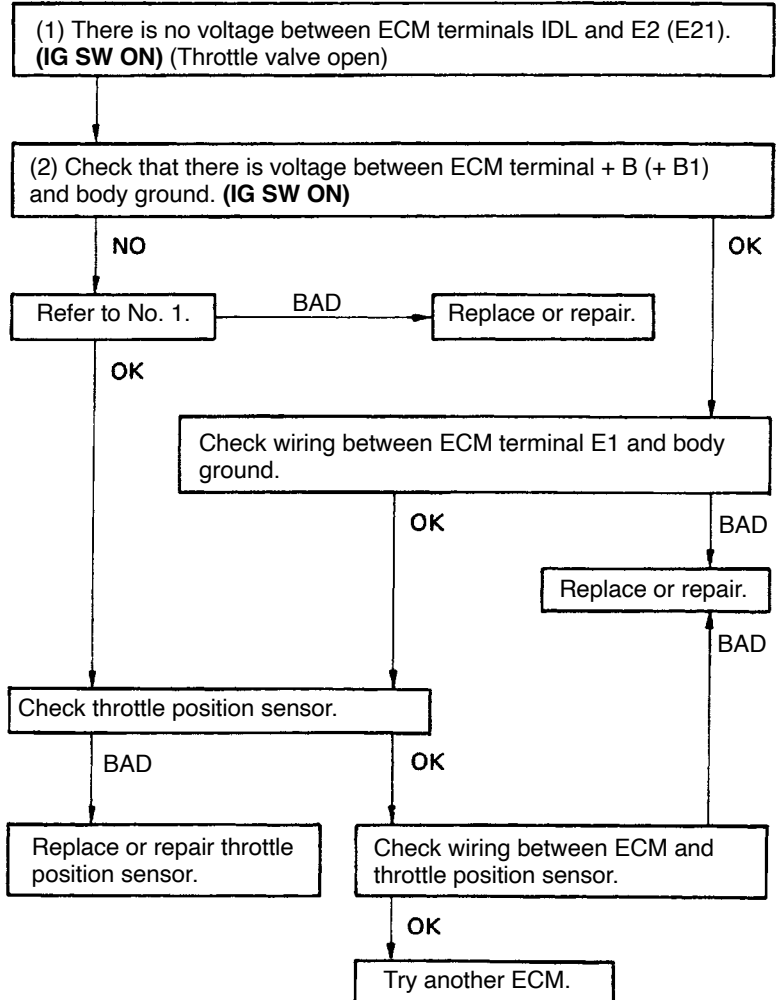 (1) There is no voltage between ECM terminals IDL and E2 (E21).
(IG SW ON) (Throttle valve open)
(2) Check that there is voltage between ECM terminal + B (+ B1)
and body ground. (IG SW ON)
NO
OK
Refer to No. 1.
BAD
Replace or repair.
OK
Check wiring between ECM terminal E1 and body
ground.
OK
BAD
Replace or repair.
BAD
Check throttle position sensor.
BAD
OK
Replace or repair throttle
position sensor.
Check wiring between ECM and
throttle position sensor.
OK
Try another ECM.